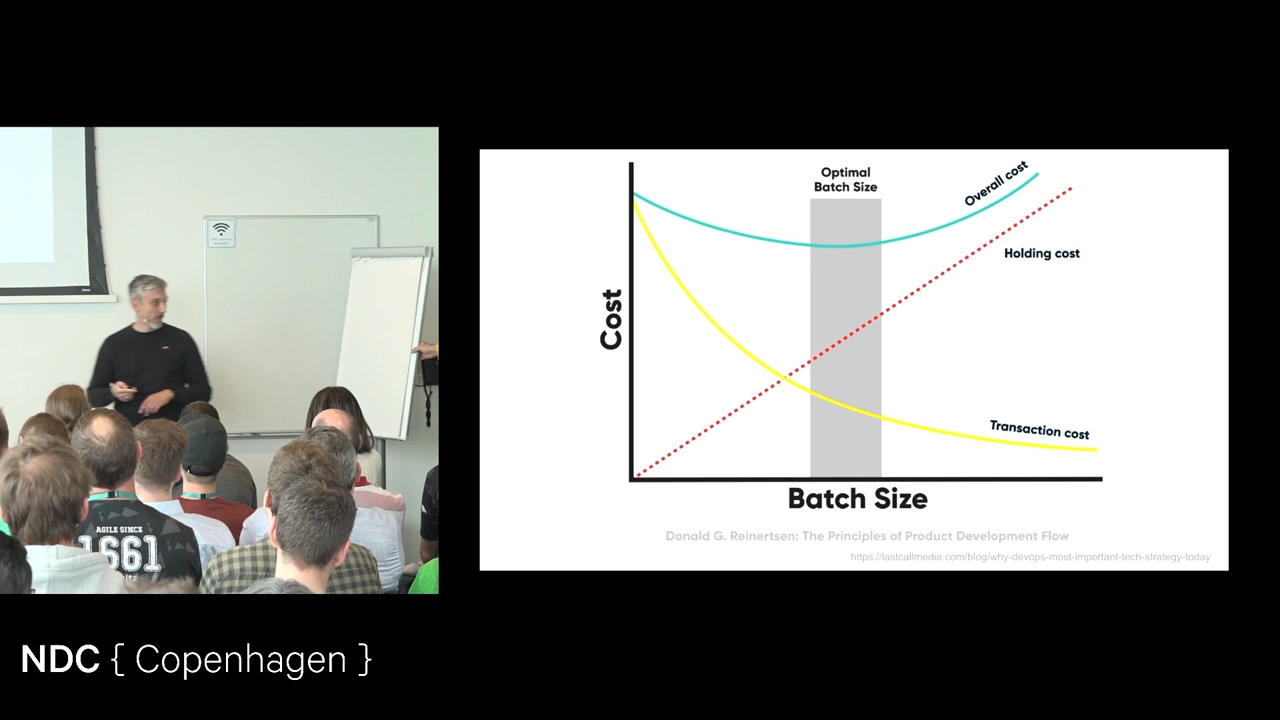 AGILE SINCE
1661
NDC { Copenhagen }
Optimal
Batch Size
Overall cost
Holding cost
Transaction cost
Cost
Batch Size
Donald G. Reinertsen: The Principles of Product Development Flow
https://lastcallmedia.com/blog/why-devops-most-important-tech-strategy-today